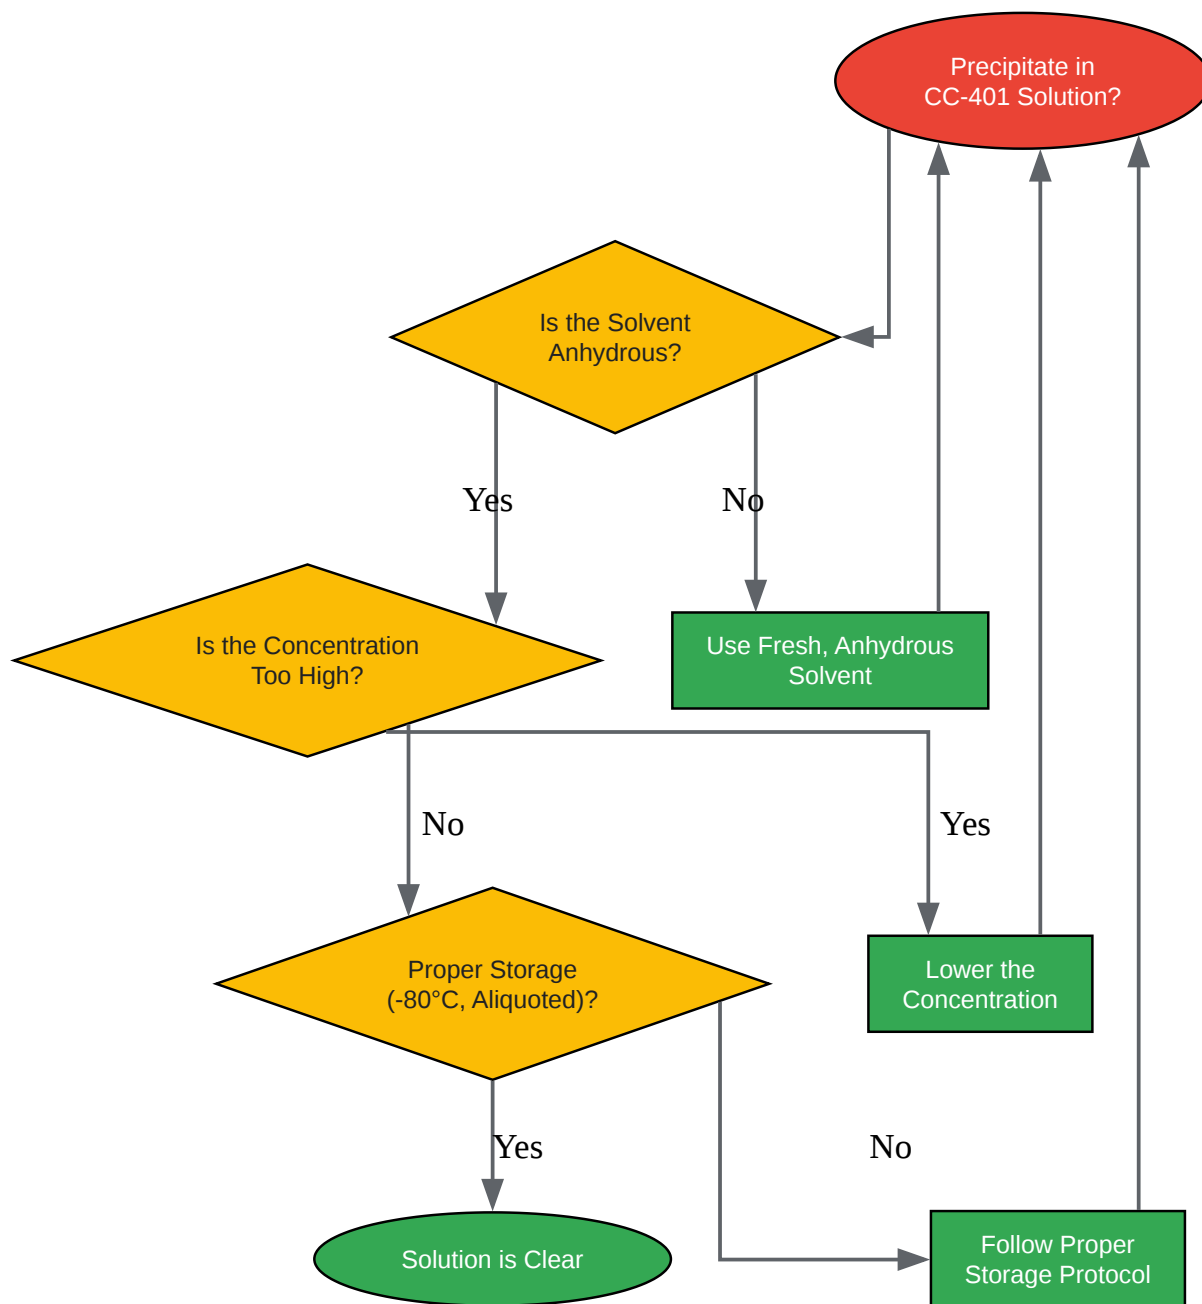 Precipitate in
CC-401 Solution?
Is the Solvent
Anhydrous?
Yes
No
Is the Concentration
Too High?
Use Fresh, Anhydrous
Solvent
No
Yes
Proper Storage
(-80°C, Aliquoted)?
Lower the
Concentration
Yes
No
Solution is Clear
Follow Proper
Storage Protocol